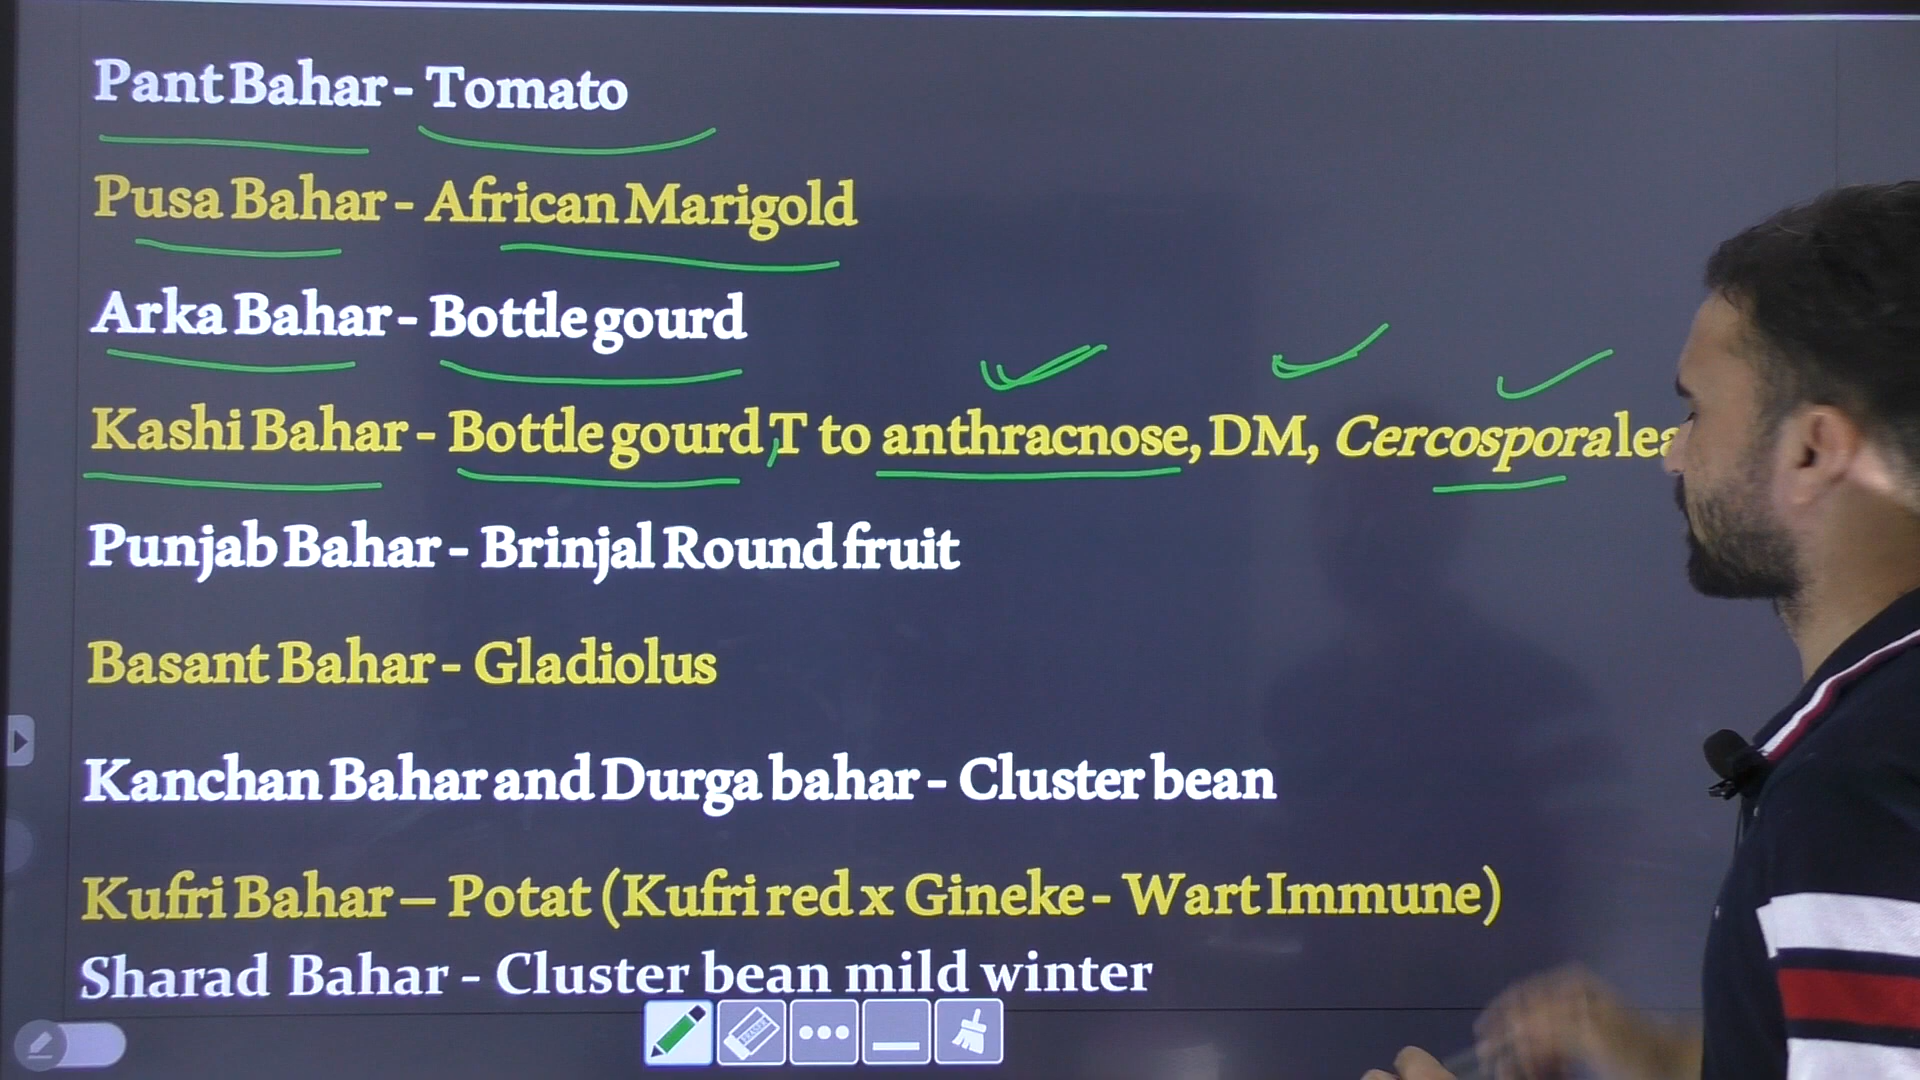 Pant Bahar - Tomato
Pusa Bahar - African Marigold
Arka Bahar - Bottle gourd
Kashi Bahar - Bottle gourd, T to anthracnose, DM, Cercospora
Punjab Bahar - Brinjal Round fruit
Basant Bahar - Gladiolus
Kanchan Bahar and Durga bahar - Cluster bean
Kufri Bahar – Potat (Kufri red x Gineke - Wart Immune)
Sharad Bahar - Cluster bean mild winter